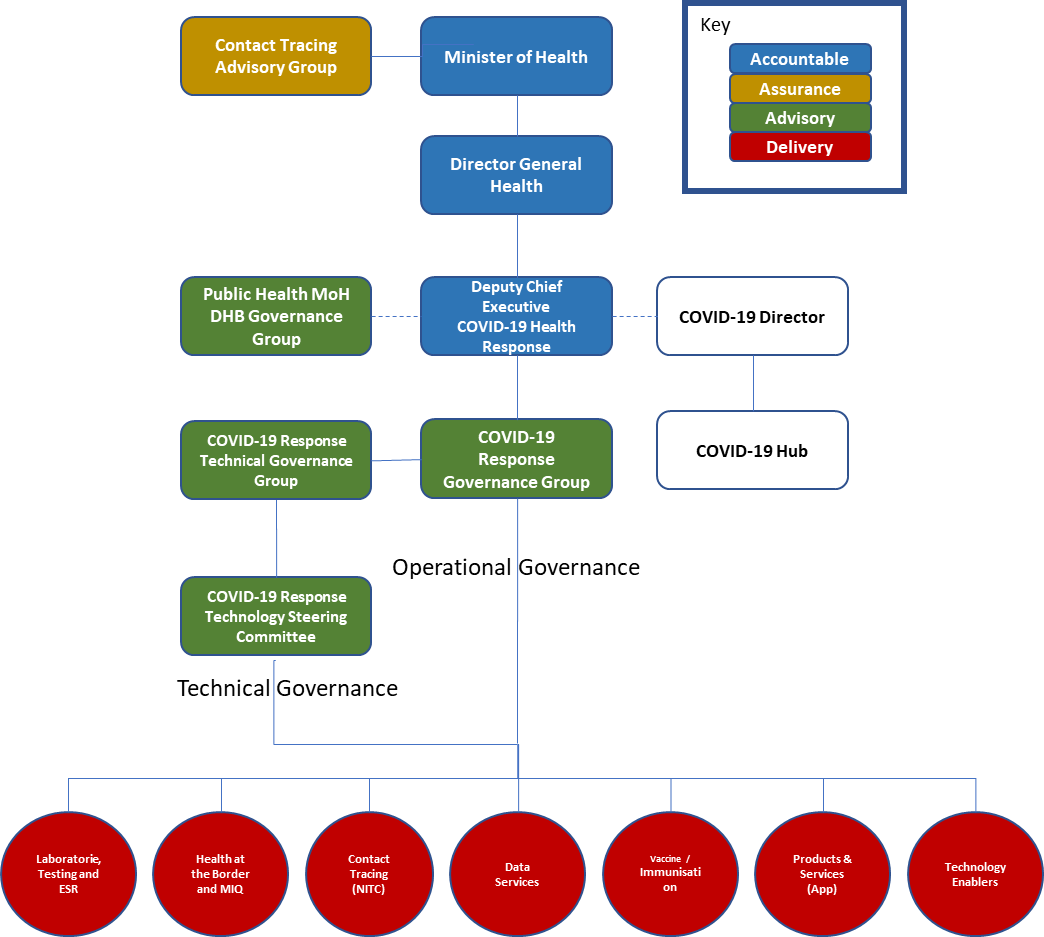 Contact Tracing
Advisory Group
Minister of Health
Key
Accountable
Assurance
Advisory
Delivery
Director General
Health
Public Health MoH
DHB Governance
Group
Deputy Chief
Executive
COVID-19 Health
Response
COVID-19 Director
COVID-19 Response
Technical Governance
Group
COVID-19
Response
Governance Group
COVID-19 Hub
Operational Governance
COVID-19 Response
Technology Steering
Committee
Technical Governance
Laboratorie,
Testing and
ESR
Health at
the Border
and MIQ
Contact
Tracing
(NITC)
Data
Services
Vaccine /
Immunisati
on
Products &
Services
(App)
Technology
Enablers